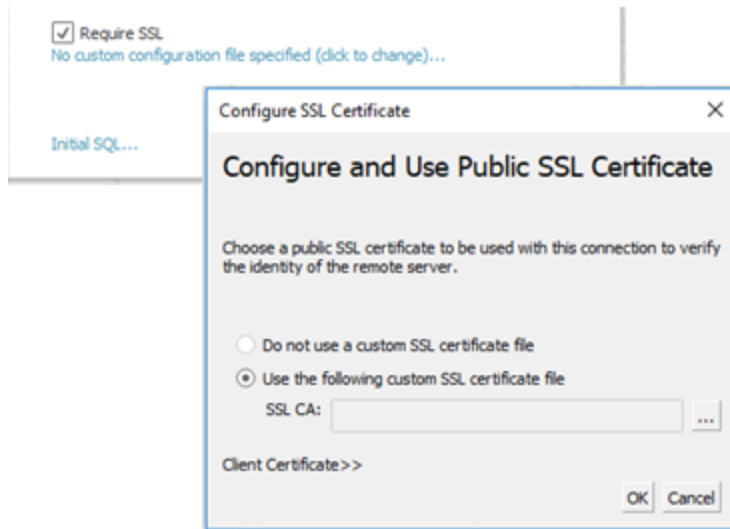 Require SSL
No custom configuration file specified (click to change)...
Initial SQL...
Configure SSL Certificate
Configure and Use Public SSL Certificate
Choose a public SSL certificate to be used with this connection to verify
the identity of the remote server.
Do not use a custom SSL certificate file
Use the following custom SSL certificate file
SSL CA:
...
Client Certificate>>
OK Cancel